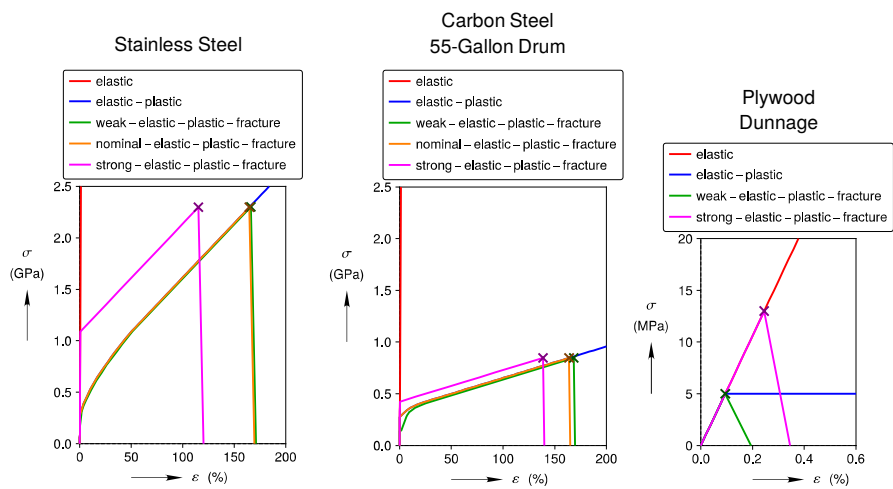 Stainless Steel
elastic
elastic – plastic
weak – elastic – plastic – fracture
nominal – elastic – plastic – fracture
strong – elastic – plastic – fracture
2.5
2.0
1.5
1.0
0.5
0.0
σ
(GPa)
0 50 100 150 200
ε (%)
Carbon Steel
55-Gallon Drum
elastic
elastic – plastic
weak – elastic – plastic – fracture
nominal – elastic – plastic – fracture
strong – elastic – plastic – fracture
2.5
2.0
1.5
1.0
0.5
0.0
σ
(GPa)
0 50 100 150 200
ε (%)
Plywood
Dunnage
elastic
elastic – plastic
weak – elastic – plastic – fracture
strong – elastic – plastic – fracture
20
15
10
5
0
σ
(MPa)
0.0 0.2 0.4 0.6
ε (%)